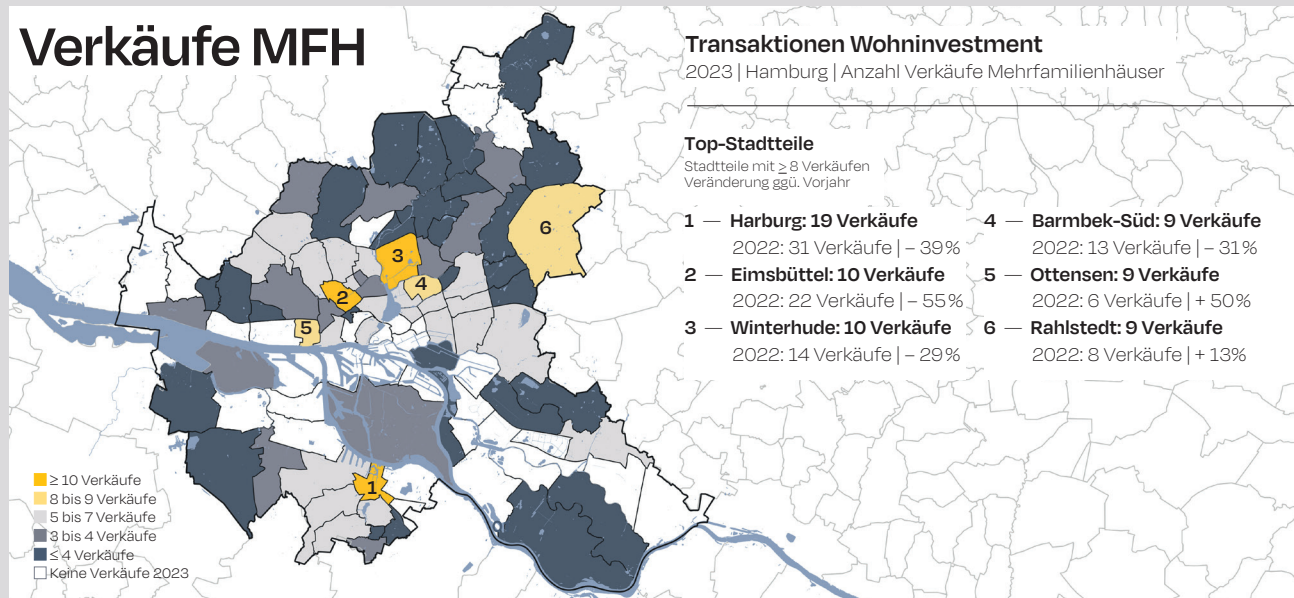 Verkäufe MFH
Transaktionen Wohninvestment
2023 | Hamburg | Anzahl Verkäufe Mehrfamilienhäuser
Top-Stadtteile
Stadtteile mit ≥ 8 Verkäufen
Veränderung ggü. Vorjahr
1 — Harburg: 19 Verkäufe
2022: 31 Verkäufe | – 39%
2 — Eimsbüttel: 10 Verkäufe
2022: 22 Verkäufe | – 55%
3 — Winterhude: 10 Verkäufe
2022: 14 Verkäufe | – 29%
4 — Barmbek-Süd: 9 Verkäufe
2022: 13 Verkäufe | – 31%
5 — Ottensen: 9 Verkäufe
2022: 6 Verkäufe | + 50%
6 — Rahlstedt: 9 Verkäufe
2022: 8 Verkäufe | + 13%
6
3
4
2
5
1
≥ 10 Verkäufe
8 bis 9 Verkäufe
5 bis 7 Verkäufe
3 bis 4 Verkäufe
≤ 4 Verkäufe
Keine Verkäufe 2023